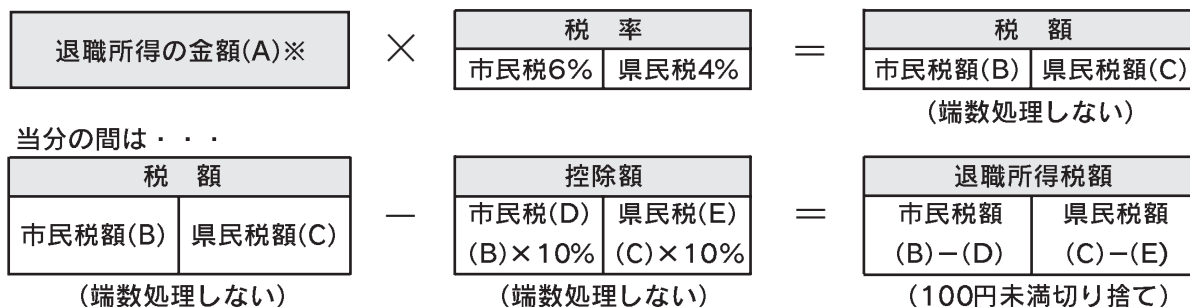 退職所得の金額(A)※ × 税 率 = 税 額
市民税6% 県民税4% 市民税額(B) 県民税額(C)
(端数処理しない)
当分の間は・・・
税 額 控除額 退職所得税額
市民税額(B) 県民税額(C) − 市民税(D) 県民税(E) = 市民税額 県民税額
(B)×10% (C)×10% (B)−(D) (C)−(E)
(端数処理しない) (端数処理しない) (100円未満切り捨て)